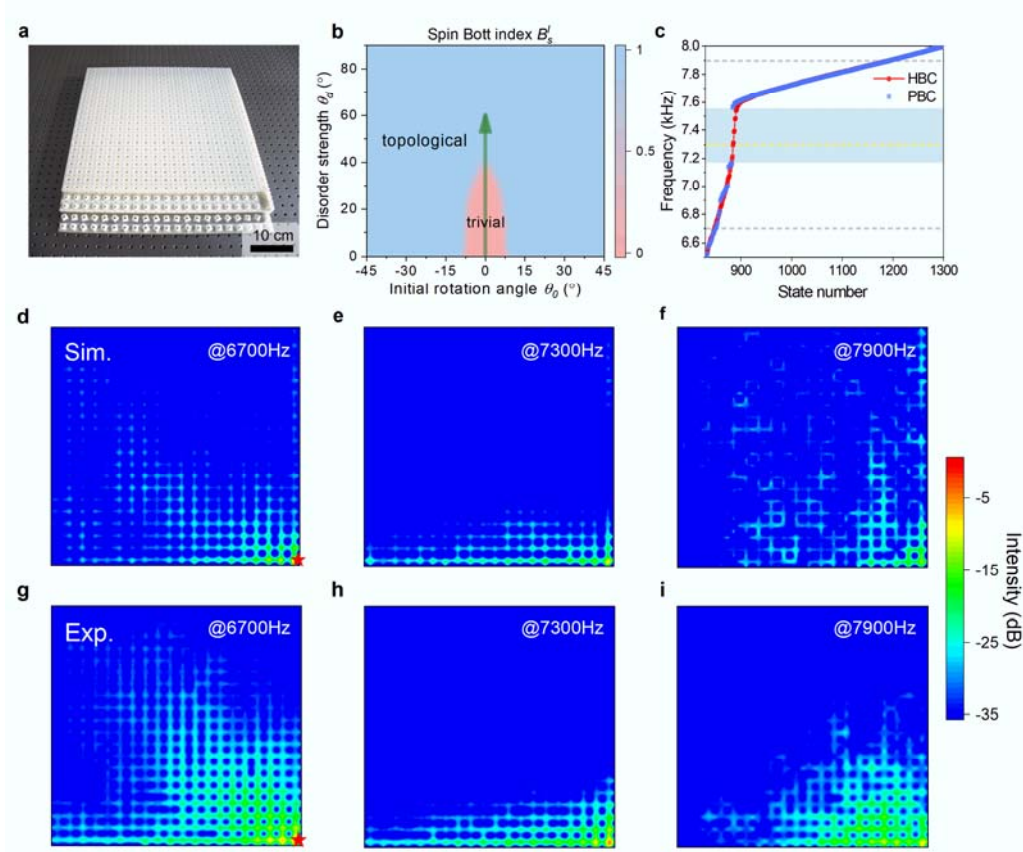 a
10 cm
b
Spin Bott index Bₛˡ
Disorder strength θ_d (°)
80
60
40
20
0
topological
trivial
-45 -30 -15 0 15 30 45
Initial rotation angle θ₀ (°)
1
0.5
0
c
Frequency (kHz)
8.0
7.8
7.6
7.4
7.2
7.0
6.8
6.6
HBC
PBC
900 1000 1100 1200 1300
State number
d
Sim.
@6700Hz
e
@7300Hz
f
@7900Hz
g
Exp.
@6700Hz
h
@7300Hz
i
@7900Hz
-5
-15
-25
-35
Intensity (dB)